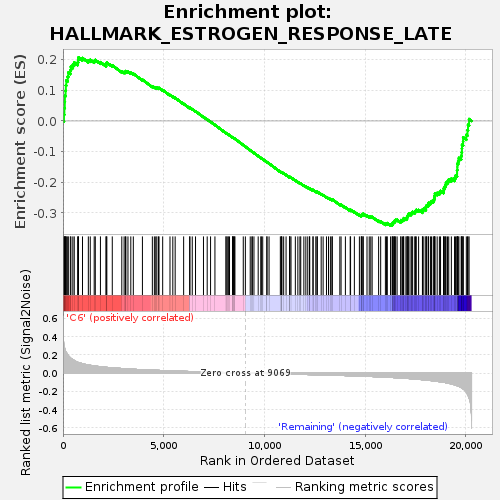 Enrichment plot:
HALLMARK_ESTROGEN_RESPONSE_LATE
Enrichment score (ES)
0.2
0.1
0.0
-0.1
-0.2
-0.3
Ranked list metric (Signal2Noise)
'C6' (positively correlated)
0.6
0.4
0.2
0.0
-0.2
-0.4
-0.6
Zero cross at 9069
'Remaining' (negatively correlated)
0
5,000
10,000
15,000
20,000
Rank in Ordered Dataset
Enrichment profile
Hits
Ranking metric scores